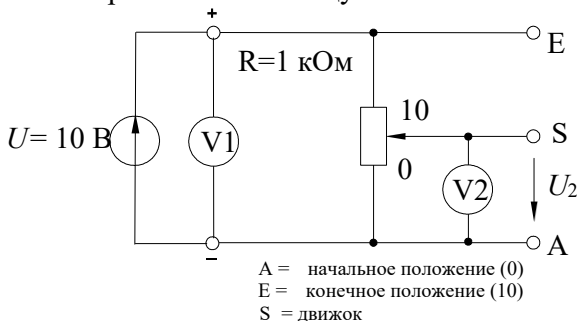 +
E
R=1 кОм
10
U= 10 В
V1
S
0
V2
U2
–
A
A = начальное положение (0)
E = конечное положение (10)
S = движок